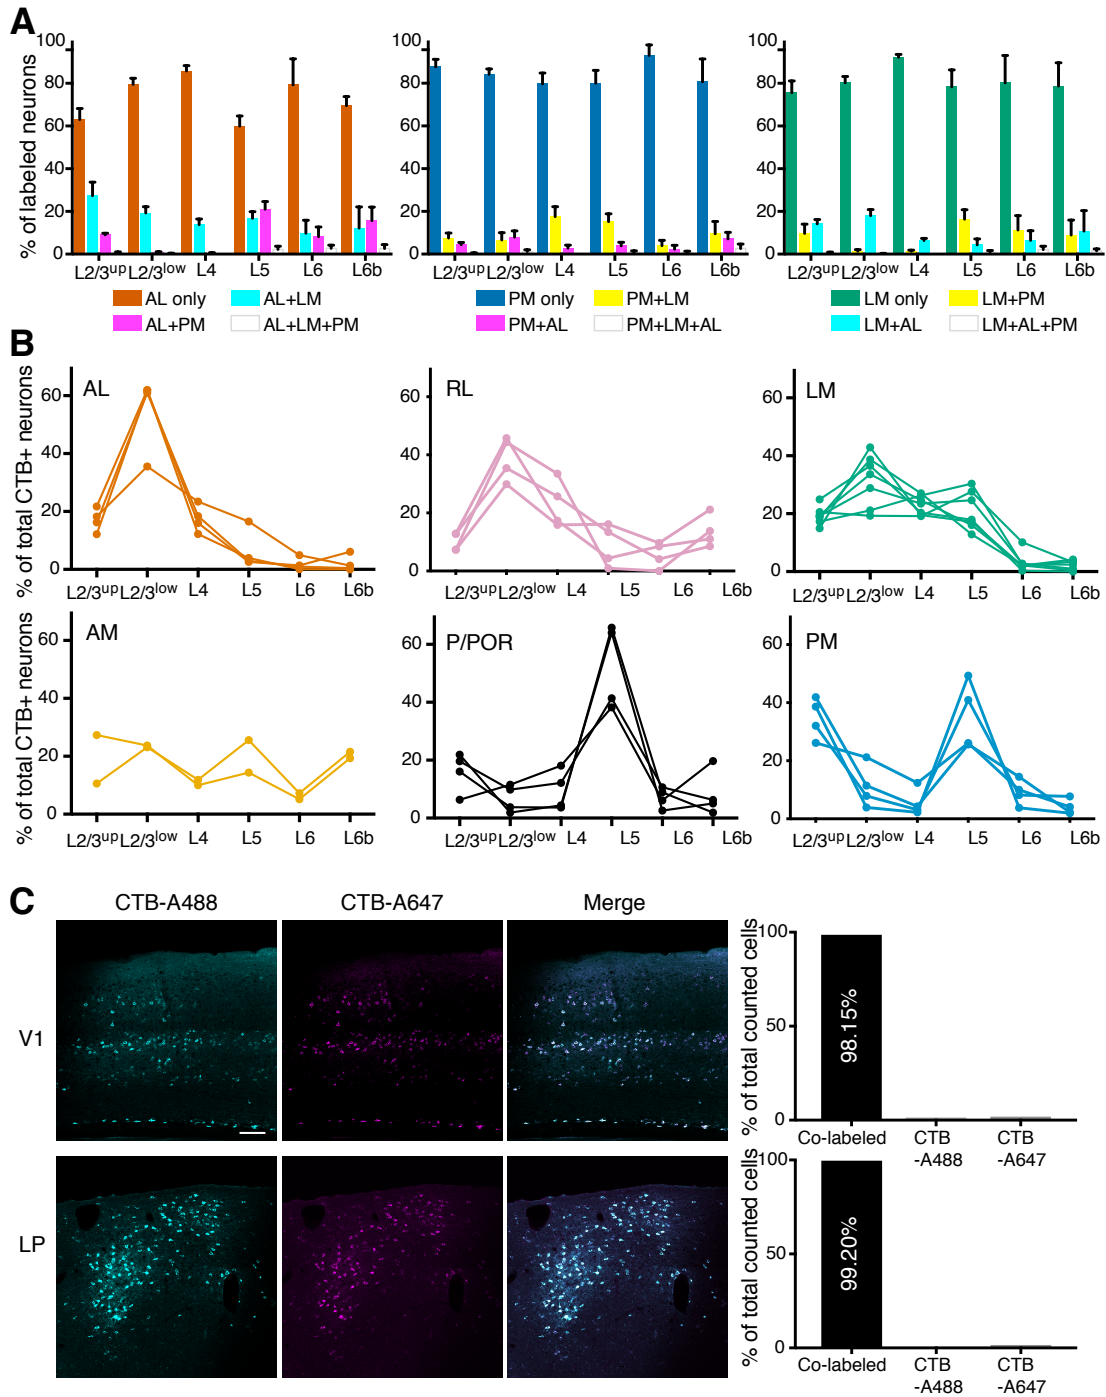 A
% of labeled neurons
100
80
60
40
20
0
L2/3up L2/3low L4 L5 L6 L6b
AL only AL+LM
AL+PM AL+LM+PM
100
80
60
40
20
0
L2/3up L2/3low L4 L5 L6 L6b
PM only PM+LM
PM+AL PM+LM+AL
100
80
60
40
20
0
L2/3up L2/3low L4 L5 L6 L6b
LM only LM+PM
LM+AL LM+AL+PM
B
% of total CTB+ neurons
AL
60
40
20
0
L2/3up L2/3low L4 L5 L6 L6b
RL
60
40
20
0
L2/3up L2/3low L4 L5 L6 L6b
LM
60
40
20
0
L2/3up L2/3low L4 L5 L6 L6b
% of total CTB+ neurons
AM
60
40
20
0
L2/3up L2/3low L4 L5 L6 L6b
P/POR
60
40
20
0
L2/3up L2/3low L4 L5 L6 L6b
PM
60
40
20
0
L2/3up L2/3low L4 L5 L6 L6b
C
CTB-A488 CTB-A647 Merge
V1
% of total counted cells
100
50
0
98.15%
Co-labeled CTB CTB
-A488 -A647
LP
% of total counted cells
100
50
0
99.20%
Co-labeled CTB CTB
-A488 -A647